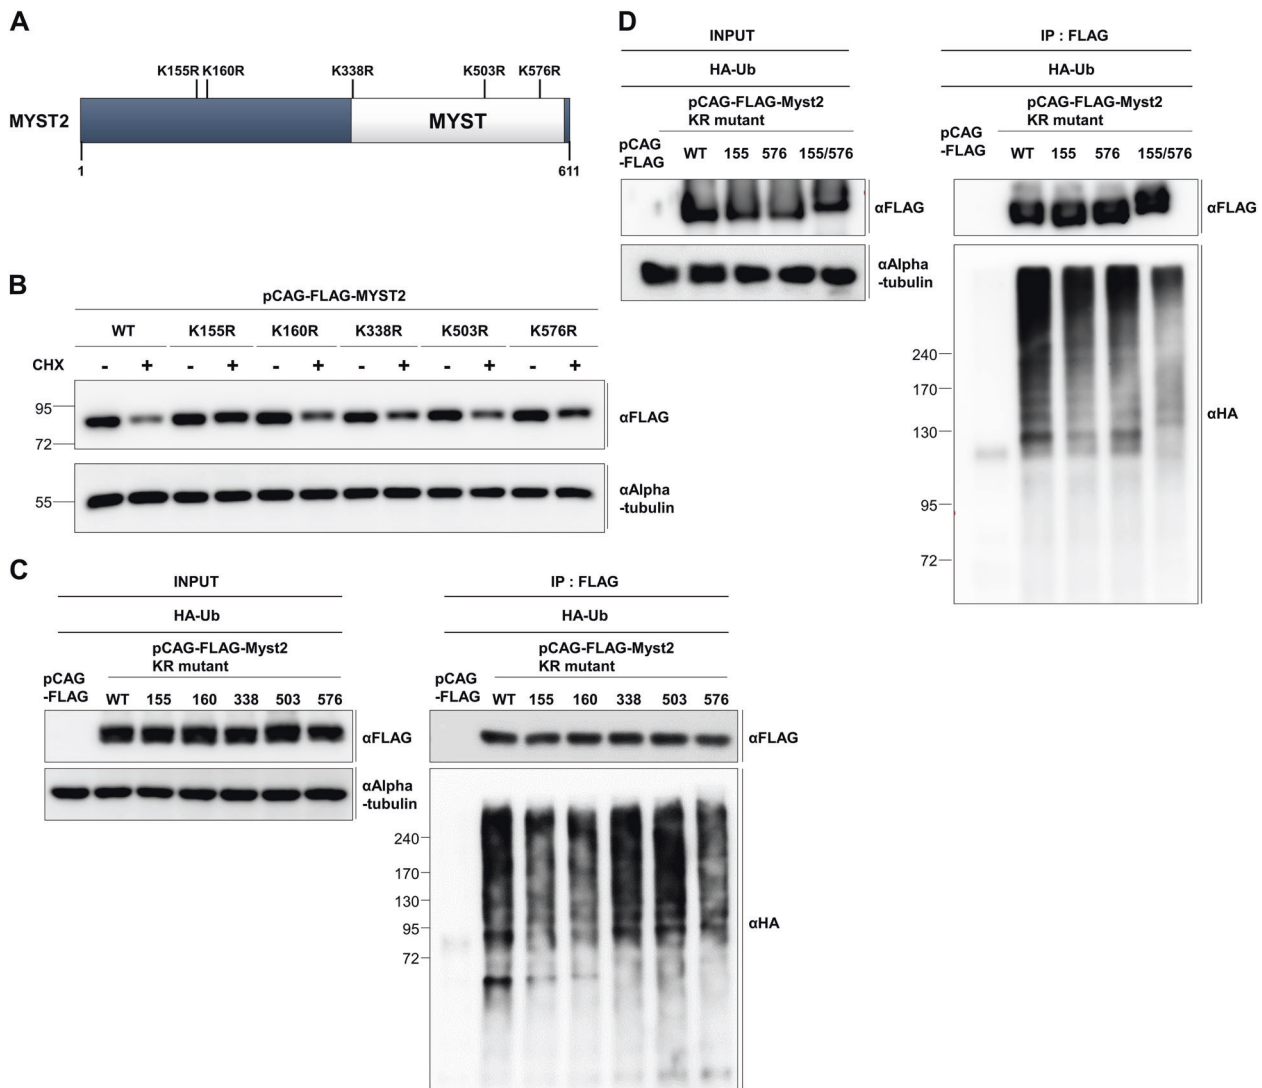 A
K155R K160R K338R K503R K576R
MYST2
MYST
1 611
B
pCAG-FLAG-MYST2
WT K155R K160R K338R K503R K576R
CHX - + - + - + - + - + - +
95
72
αFLAG
55
αAlpha
-tubulin
C
INPUT
HA-Ub
pCAG-FLAG-Myst2
KR mutant
pCAG
-FLAG WT 155 160 338 503 576
αFLAG
αAlpha
-tubulin
IP : FLAG
HA-Ub
pCAG-FLAG-Myst2
KR mutant
pCAG
-FLAG WT 155 160 338 503 576
αFLAG
240
170
130
95
72
αHA
D
INPUT
HA-Ub
pCAG-FLAG-Myst2
KR mutant
pCAG
-FLAG WT 155 576 155/576
αFLAG
αAlpha
-tubulin
IP : FLAG
HA-Ub
pCAG-FLAG-Myst2
KR mutant
pCAG
-FLAG WT 155 576 155/576
αFLAG
240
170
130
95
72
αHA